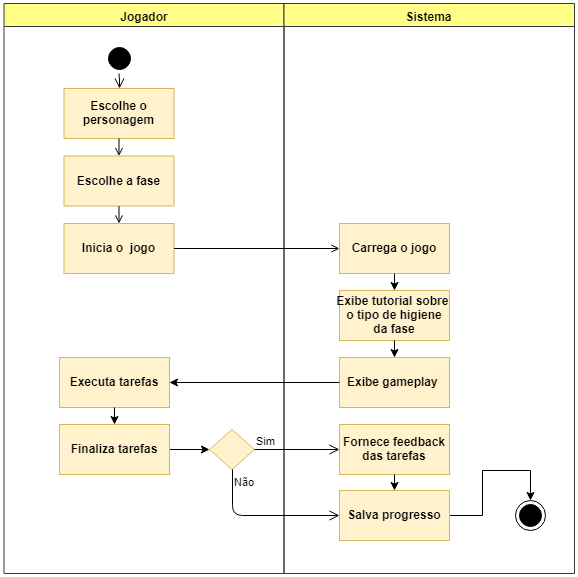 Jogador
Sistema
Escolhe o
personagem
Escolhe a fase
Inicia o jogo
Carrega o jogo
Exibe tutorial sobre
o tipo de higiene
da fase
Executa tarefas
Exibe gameplay
Finaliza tarefas
Sim
Fornece feedback
das tarefas
Não
Salva progresso